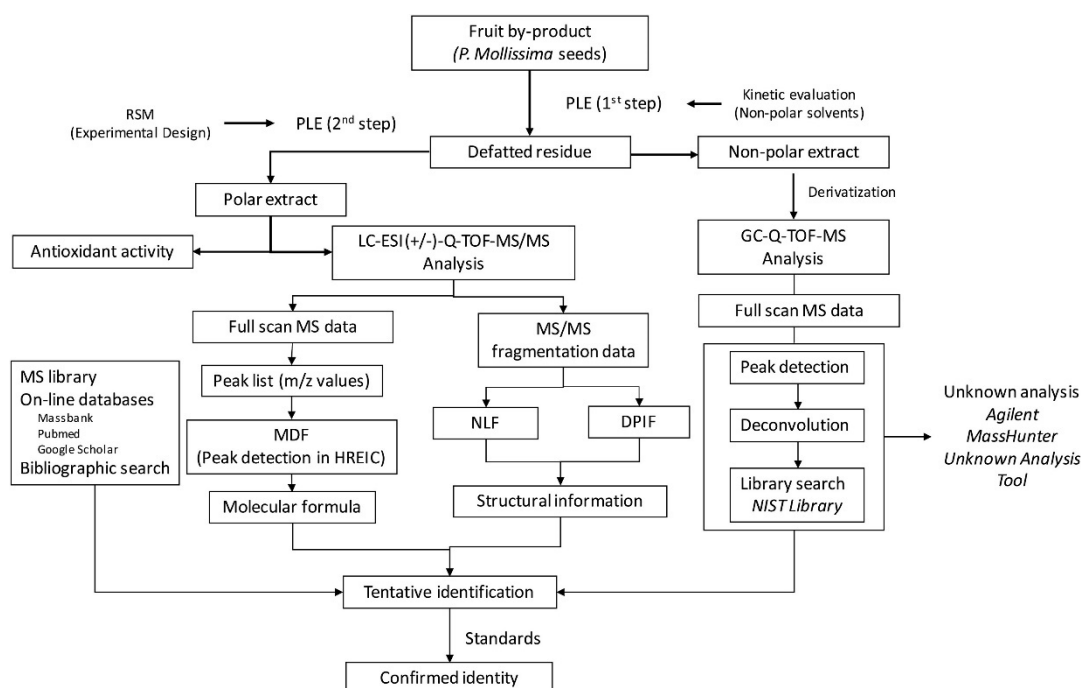 Fruit by-product
(P. Mollissima seeds)
RSM
(Experimental Design)
PLE (2nd step)
PLE (1st step)
Kinetic evaluation
(Non-polar solvents)
Defatted residue
Non-polar extract
Polar extract
Derivatization
Antioxidant activity
LC-ESI(+/-)-Q-TOF-MS/MS
Analysis
GC-Q-TOF-MS
Analysis
Full scan MS data
MS/MS
fragmentation data
Full scan MS data
MS library
On-line databases
Massbank
Pubmed
Google Scholar
Bibliographic search
Peak list (m/z values)
MDF
(Peak detection in HREIC)
Molecular formula
NLF
DPIF
Structural information
Peak detection
Deconvolution
Library search
NIST Library
Unknown analysis
Agilent
MassHunter
Unknown Analysis
Tool
Tentative identification
Standards
Confirmed identity